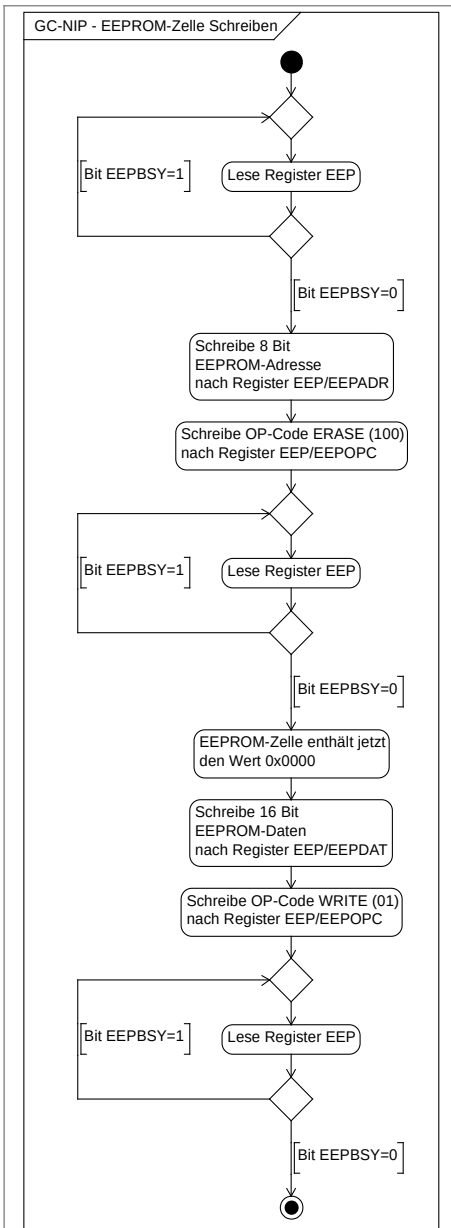 GC-NIP - EEPROM-Zelle Schreiben
Bit EEPBSY=1
Lese Register EEP
Bit EEPBSY=0
Schreibe 8 Bit
EEPROM-Adresse
nach Register EEP/EEPADR
Schreibe OP-Code ERASE (100)
nach Register EEP/EEPOPC
Bit EEPBSY=1
Lese Register EEP
Bit EEPBSY=0
EEPROM-Zelle enthält jetzt
den Wert 0x0000
Schreibe 16 Bit
EEPROM-Daten
nach Register EEP/EEPDAT
Schreibe OP-Code WRITE (01)
nach Register EEP/EEPOPC
Bit EEPBSY=1
Lese Register EEP
Bit EEPBSY=0